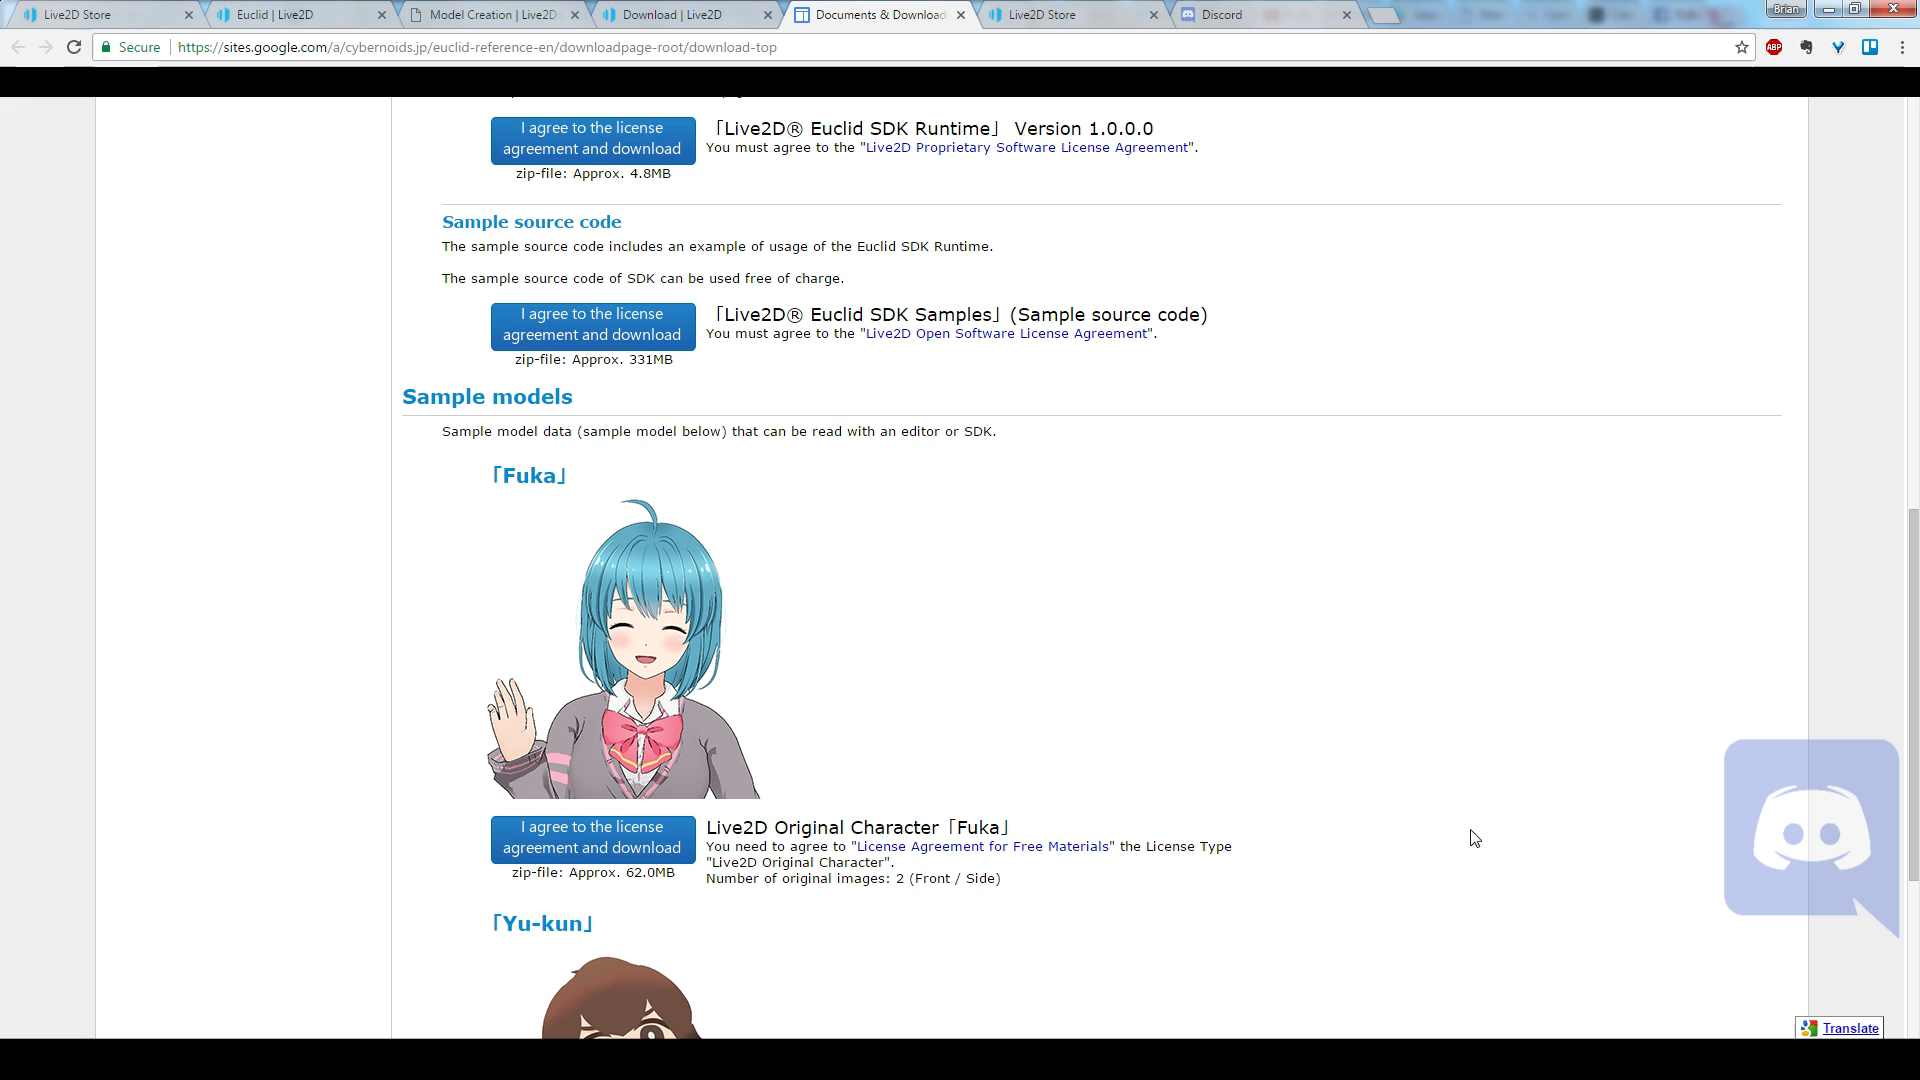 Live2D Store
Euclid | Live2D
Model Creation | Live2D
Download | Live2D
Documents & Download
Live2D Store
Discord
Brian
Secure
https://sites.google.com/a/cybernoids.jp/euclid-reference-en/downloadpage-root/download-top
ABP
I agree to the license
agreement and download
「Live2D® Euclid SDK Runtime」 Version 1.0.0.0
You must agree to the "Live2D Proprietary Software License Agreement".
zip-file: Approx. 4.8MB
Sample source code
The sample source code includes an example of usage of the Euclid SDK Runtime.
The sample source code of SDK can be used free of charge.
I agree to the license
agreement and download
「Live2D® Euclid SDK Samples」(Sample source code)
You must agree to the "Live2D Open Software License Agreement".
zip-file: Approx. 331MB
Sample models
Sample model data (sample model below) that can be read with an editor or SDK.
「Fuka」
I agree to the license
agreement and download
Live2D Original Character「Fuka」
You need to agree to "License Agreement for Free Materials" the License Type
"Live2D Original Character".
zip-file: Approx. 62.0MB
Number of original images: 2 (Front / Side)
「Yu-kun」
Translate